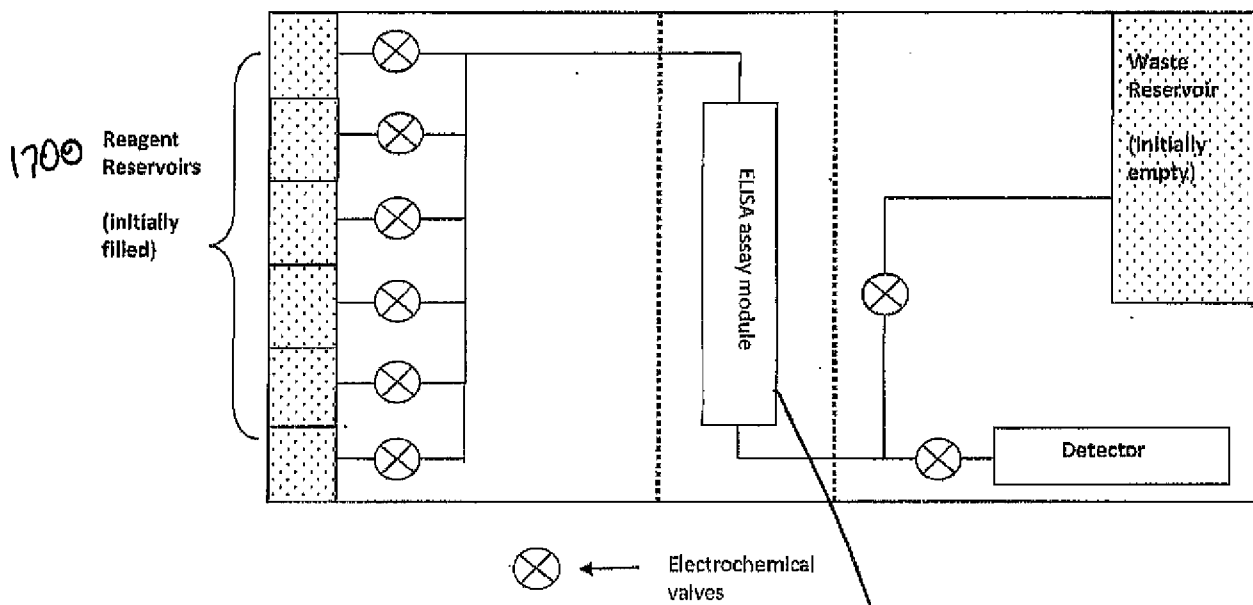 1700
Reagent
Reservoirs
(initially
filled)
ELISA assay module
Waste
Reservoir
(initially
empty)
Detector
Electrochemical
valves